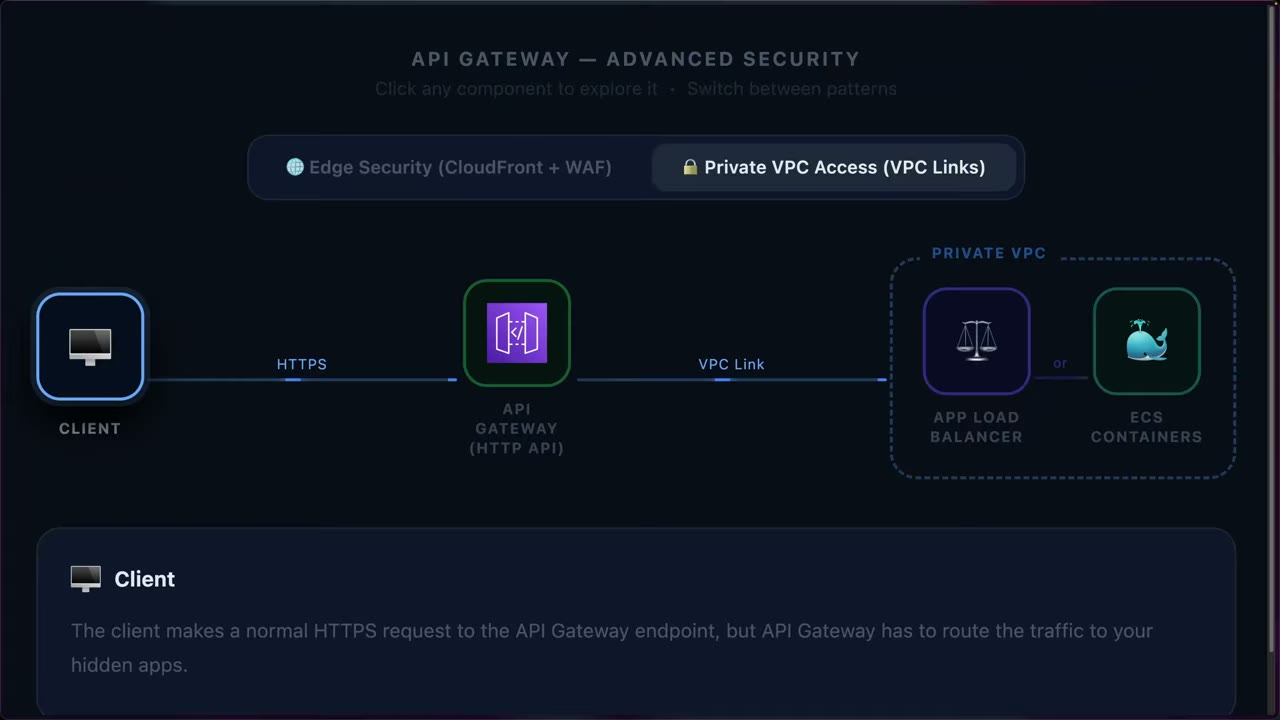 API GATEWAY — ADVANCED SECURITY
Click any component to explore it • Switch between patterns
Edge Security (CloudFront + WAF)
Private VPC Access (VPC Links)
PRIVATE VPC
HTTPS
VPC Link
or
CLIENT
API
GATEWAY
(HTTP API)
APP LOAD
BALANCER
ECS
CONTAINERS
Client
The client makes a normal HTTPS request to the API Gateway endpoint, but API Gateway has to route the traffic to your
hidden apps.